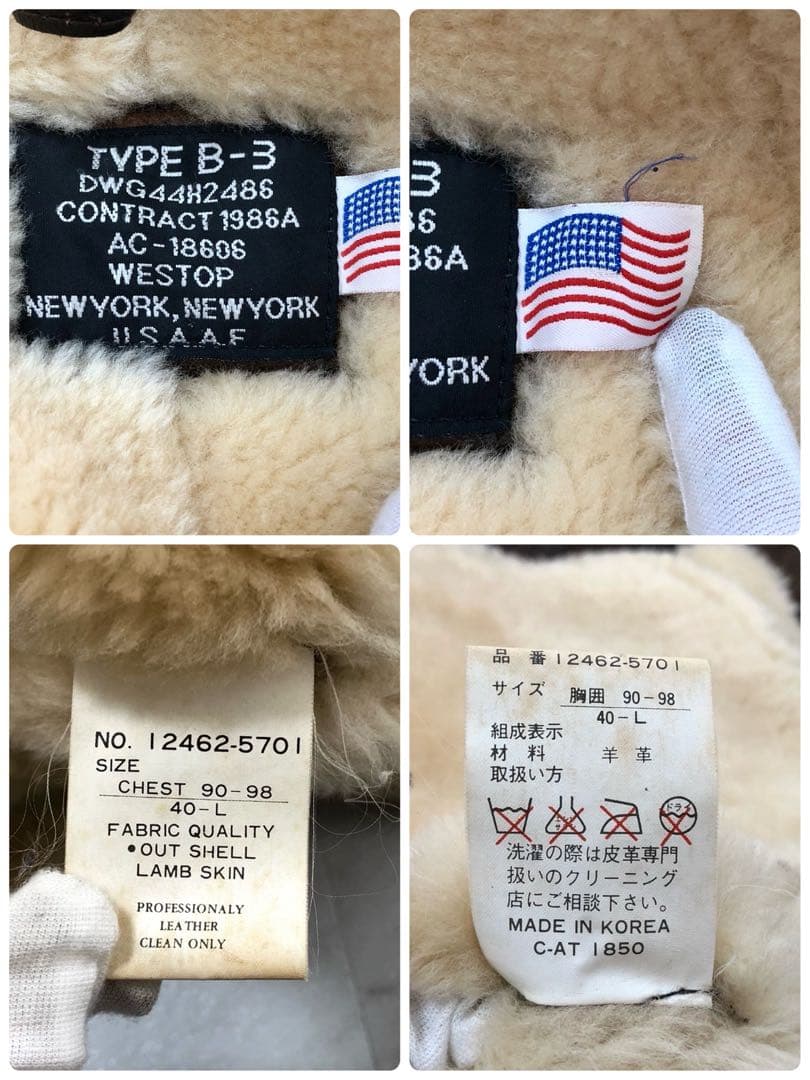 TYPE B-3
DWG44H2486
CONTRACT 1986A
AC-18606
WESTOP
NEWYORK, NEWYORK
U.S.A.A.F
3
86
86A
YORK
NO. 12462-5701
SIZE
CHEST 90-98
40-L
FABRIC QUALITY
•OUT SHELL
LAMB SKIN
PROFESSIONALY
LEATHER
CLEAN ONLY
品 番 12462-5701
サイズ 胸囲 90-98
40-L
組成表示
材 料 羊 革
取扱い方
ドライ
洗濯の際は皮革専門
扱いのクリーニング
店にご相談下さい。
MADE IN KOREA
C-AT 1850